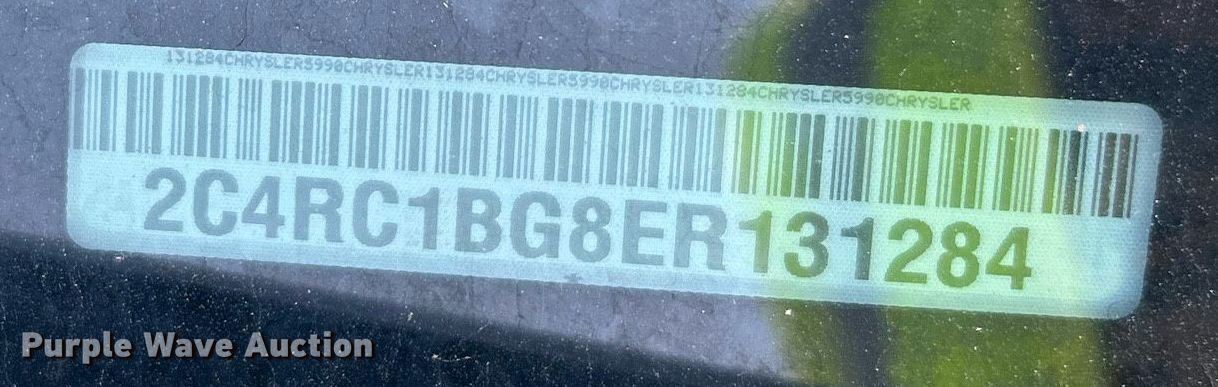 131284CHRYSLER5990CHRYSLER131284CHRYSLER5990CHRYSLER131284CHRYSLER5990CHRYSLER
2C4RC1BG8ER131284
Purple Wave Auction